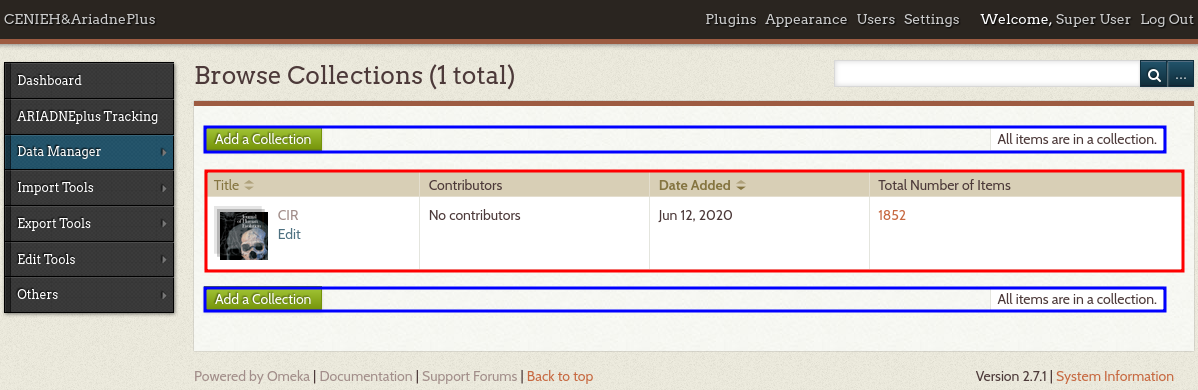 CENIEH&AriadnePlus
Plugins Appearance Users Settings Welcome, Super User Log Out
Dashboard
ARIADNEplus Tracking
Data Manager
Import Tools
Export Tools
Edit Tools
Others
Browse Collections (1 total)
...
Add a Collection All items are in a collection.
Title Contributors Date Added Total Number of Items
CIR No contributors Jun 12, 2020 1852
Edit
Add a Collection All items are in a collection.
Powered by Omeka | Documentation | Support Forums | Back to top Version 2.7.1 | System Information